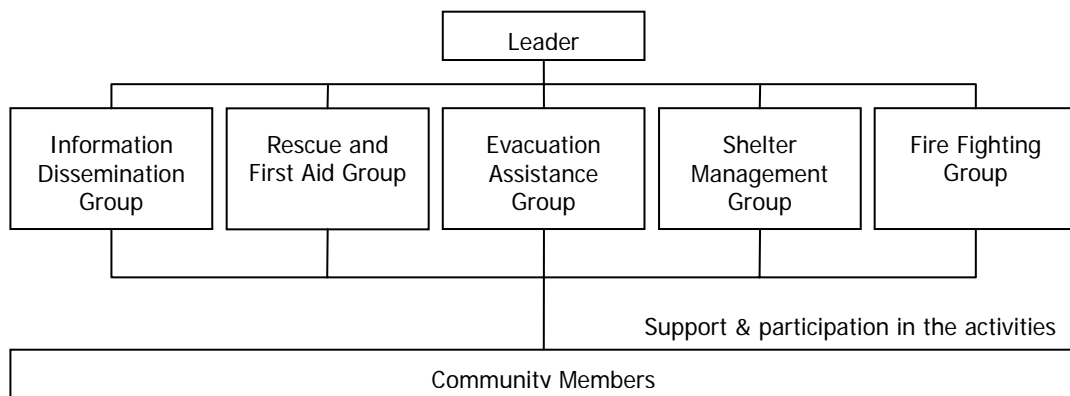 Leader
Information
Dissemination
Group
Rescue and
First Aid Group
Evacuation
Assistance
Group
Shelter
Management
Group
Fire Fighting
Group
Support & participation in the activities
Community Members